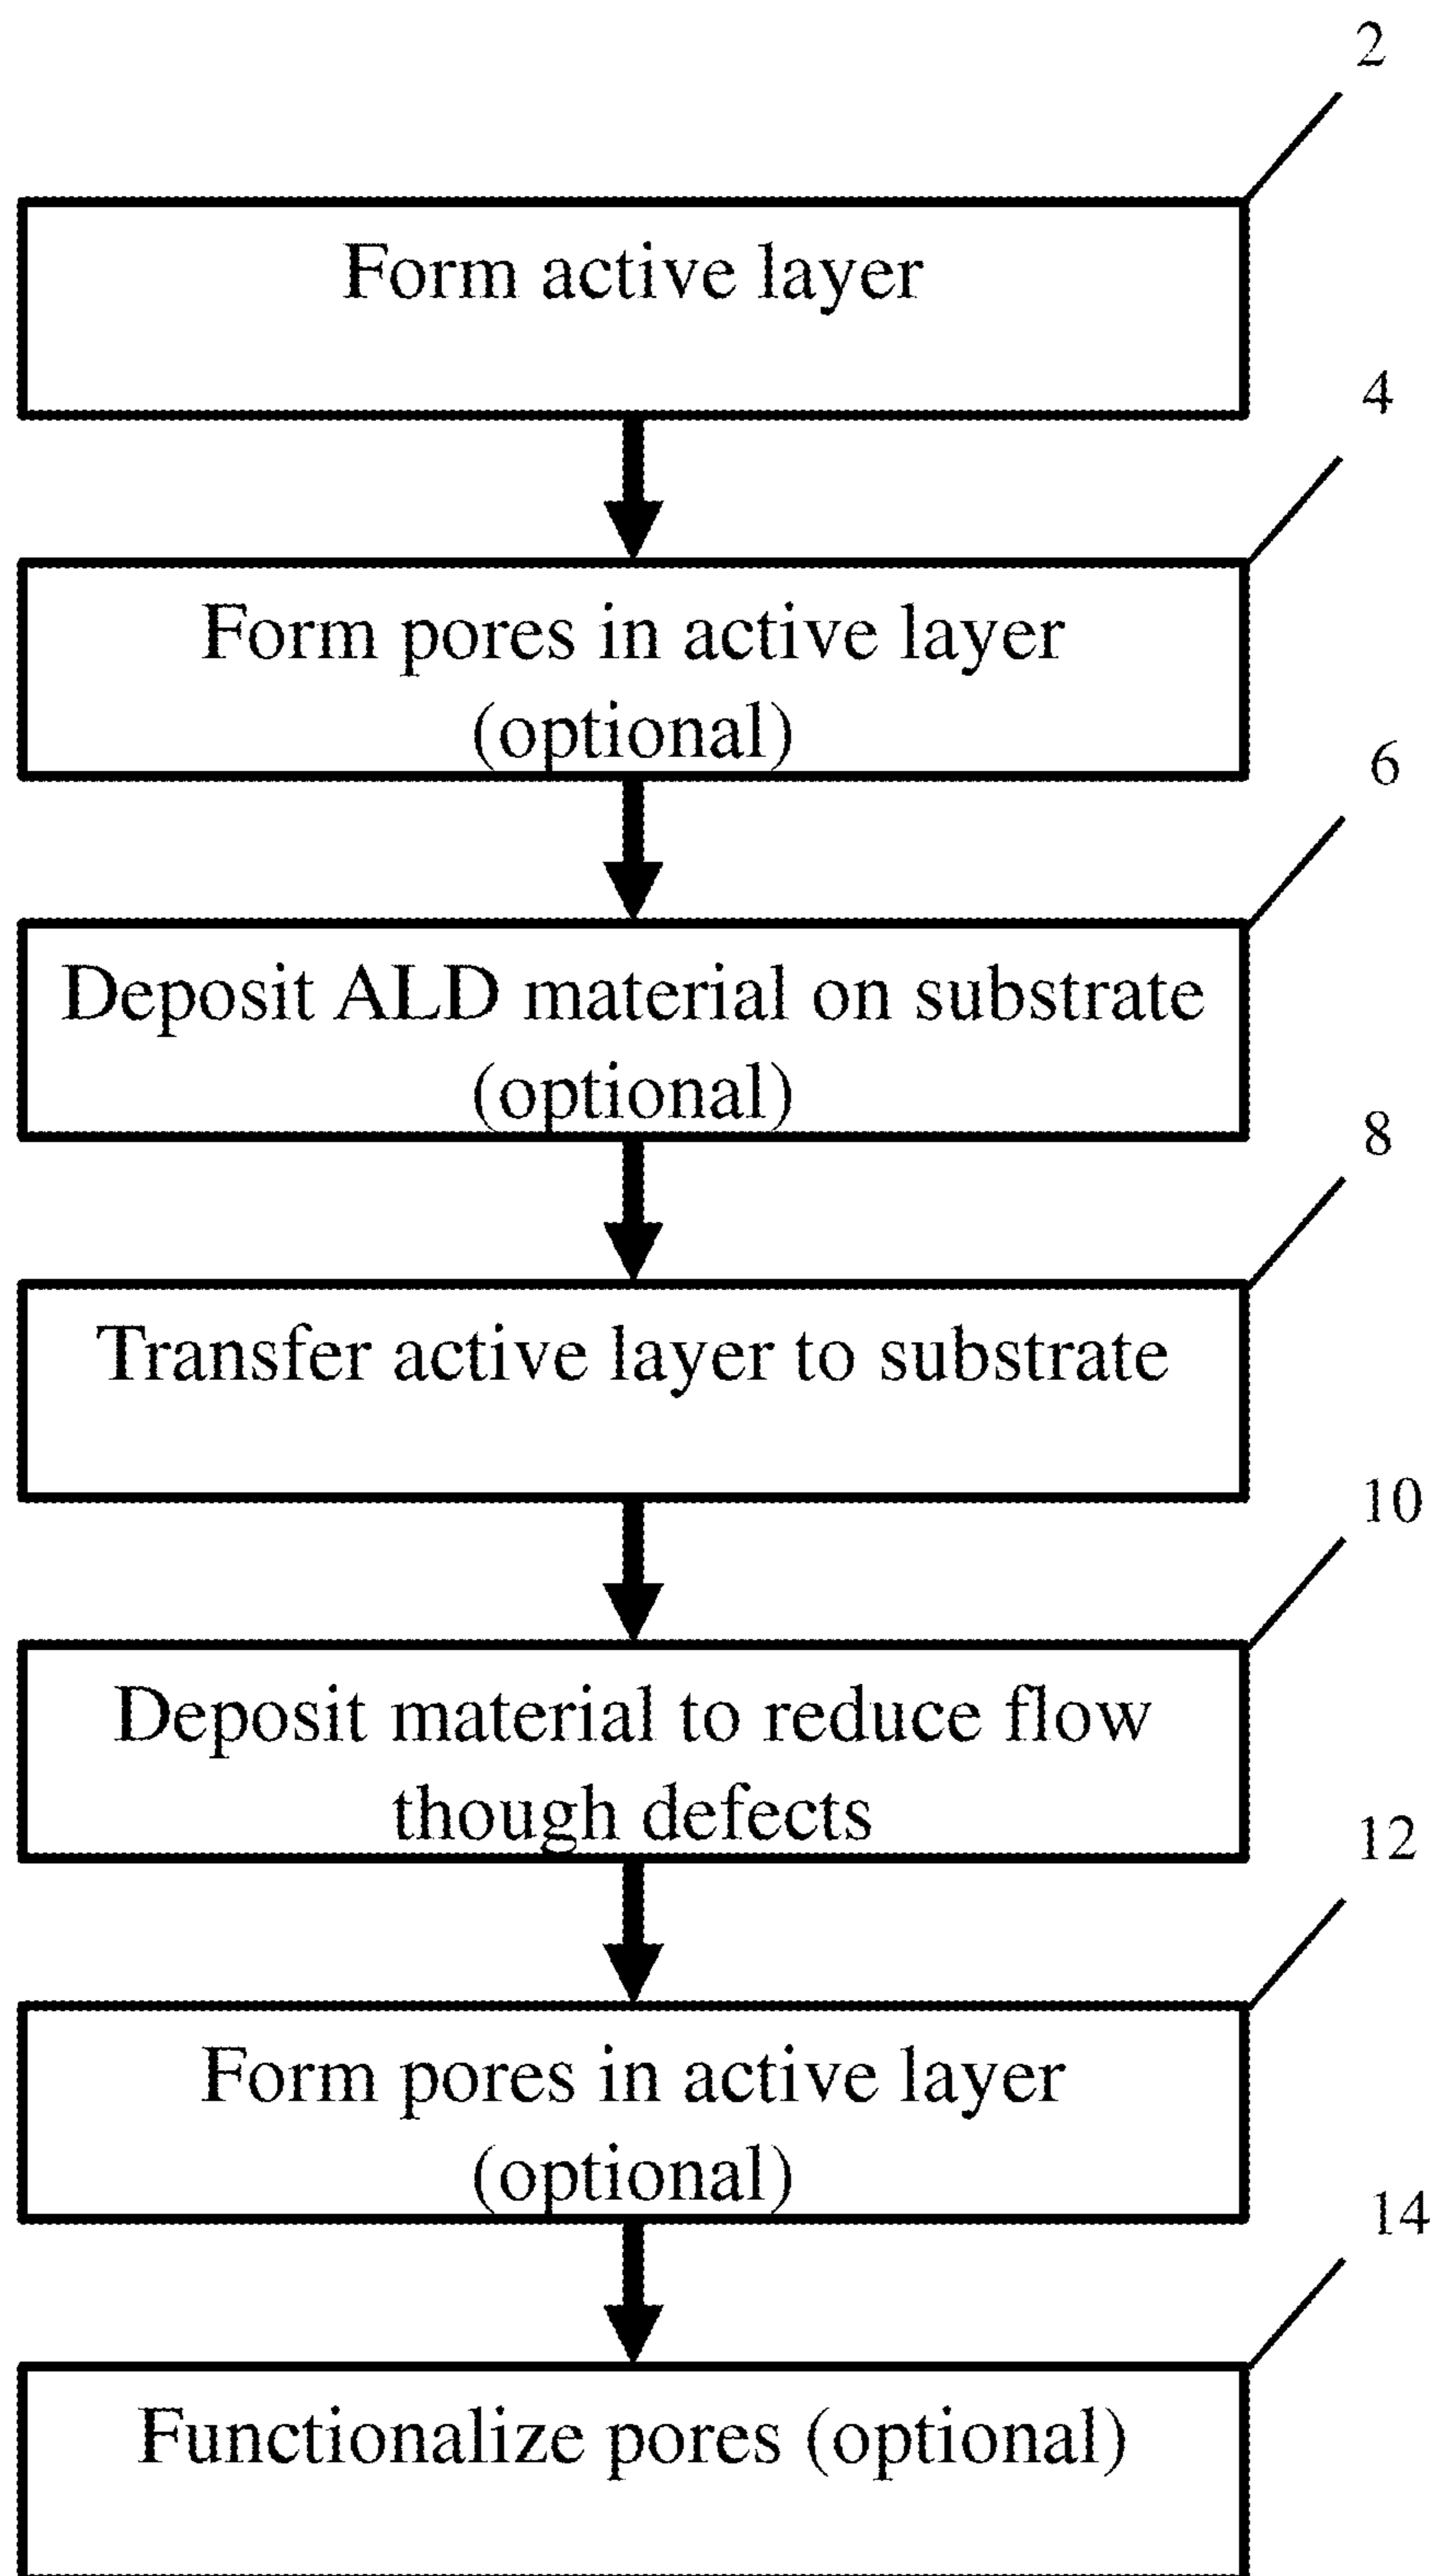 2
Form active layer
4
Form pores in active layer
(optional)
6
Deposit ALD material on substrate
(optional)
8
Transfer active layer to substrate
10
Deposit material to reduce flow
though defects
12
Form pores in active layer
(optional)
14
Functionalize pores (optional)